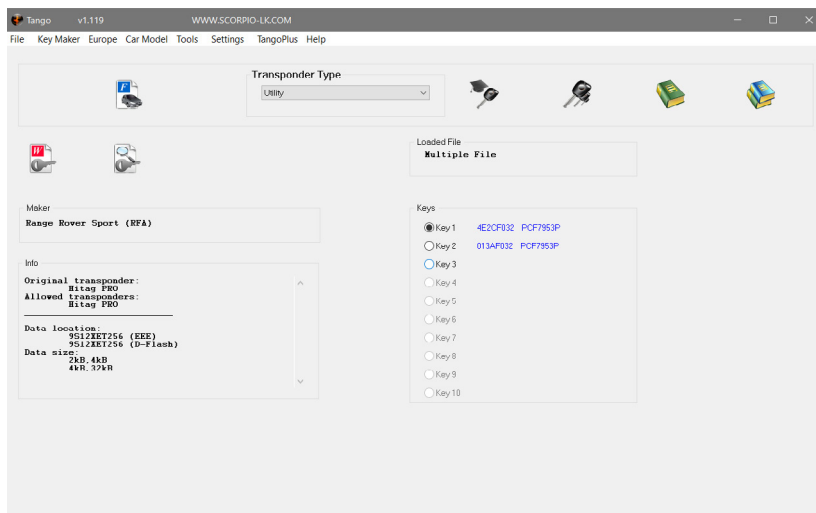 Tango v1.119 WWW.SCORPIO-LK.COM
File Key Maker Europe Car Model Tools Settings TangoPlus Help
Transponder Type
Utility
Loaded File
Multiple File
Maker
Range Rover Sport (RFA)
Info
Original transponder:
Hitag PRO
Allowed transponders:
Hitag PRO
Data location:
9S12XET256 (EEE)
9S12XET256 (D-Flash)
Data size:
2kB,4kB
4kB,32kB
Keys
Key 1 4E2CF032 PCF7953P
Key 2 013AF032 PCF7953P
Key 3
Key 4
Key 5
Key 6
Key 7
Key 8
Key 9
Key 10